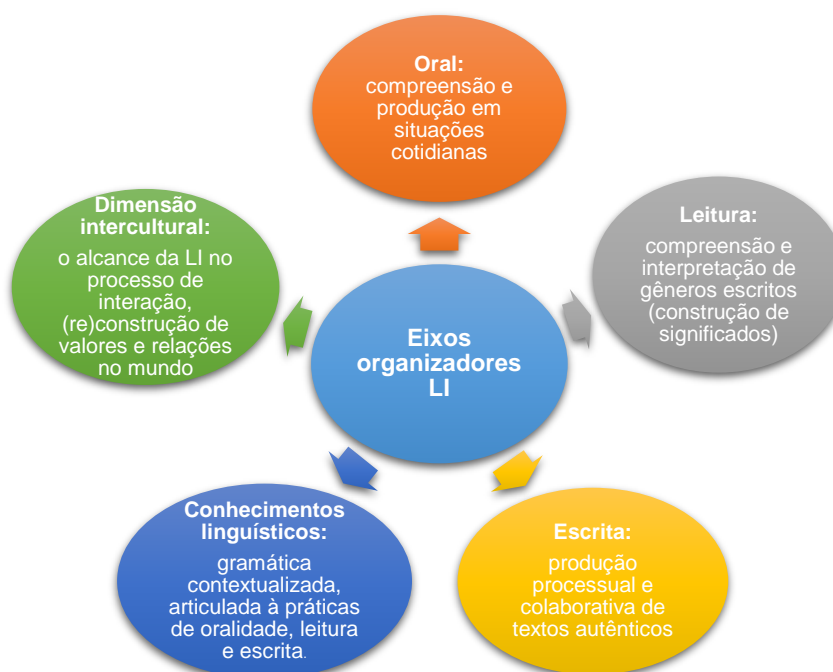 Oral:
compreensão e
produção em
situações
cotidianas
Dimensão
intercultural:
o alcance da LI no
processo de
interação,
(re)construção de
valores e relações
no mundo
Leitura:
compreensão e
interpretação de
gêneros escritos
(construção de
significados)
Eixos
organizadores
LI
Conhecimentos
linguísticos:
gramática
contextualizada,
articulada à práticas
de oralidade, leitura
e escrita.
Escrita:
produção
processual e
colaborativa de
textos autênticos